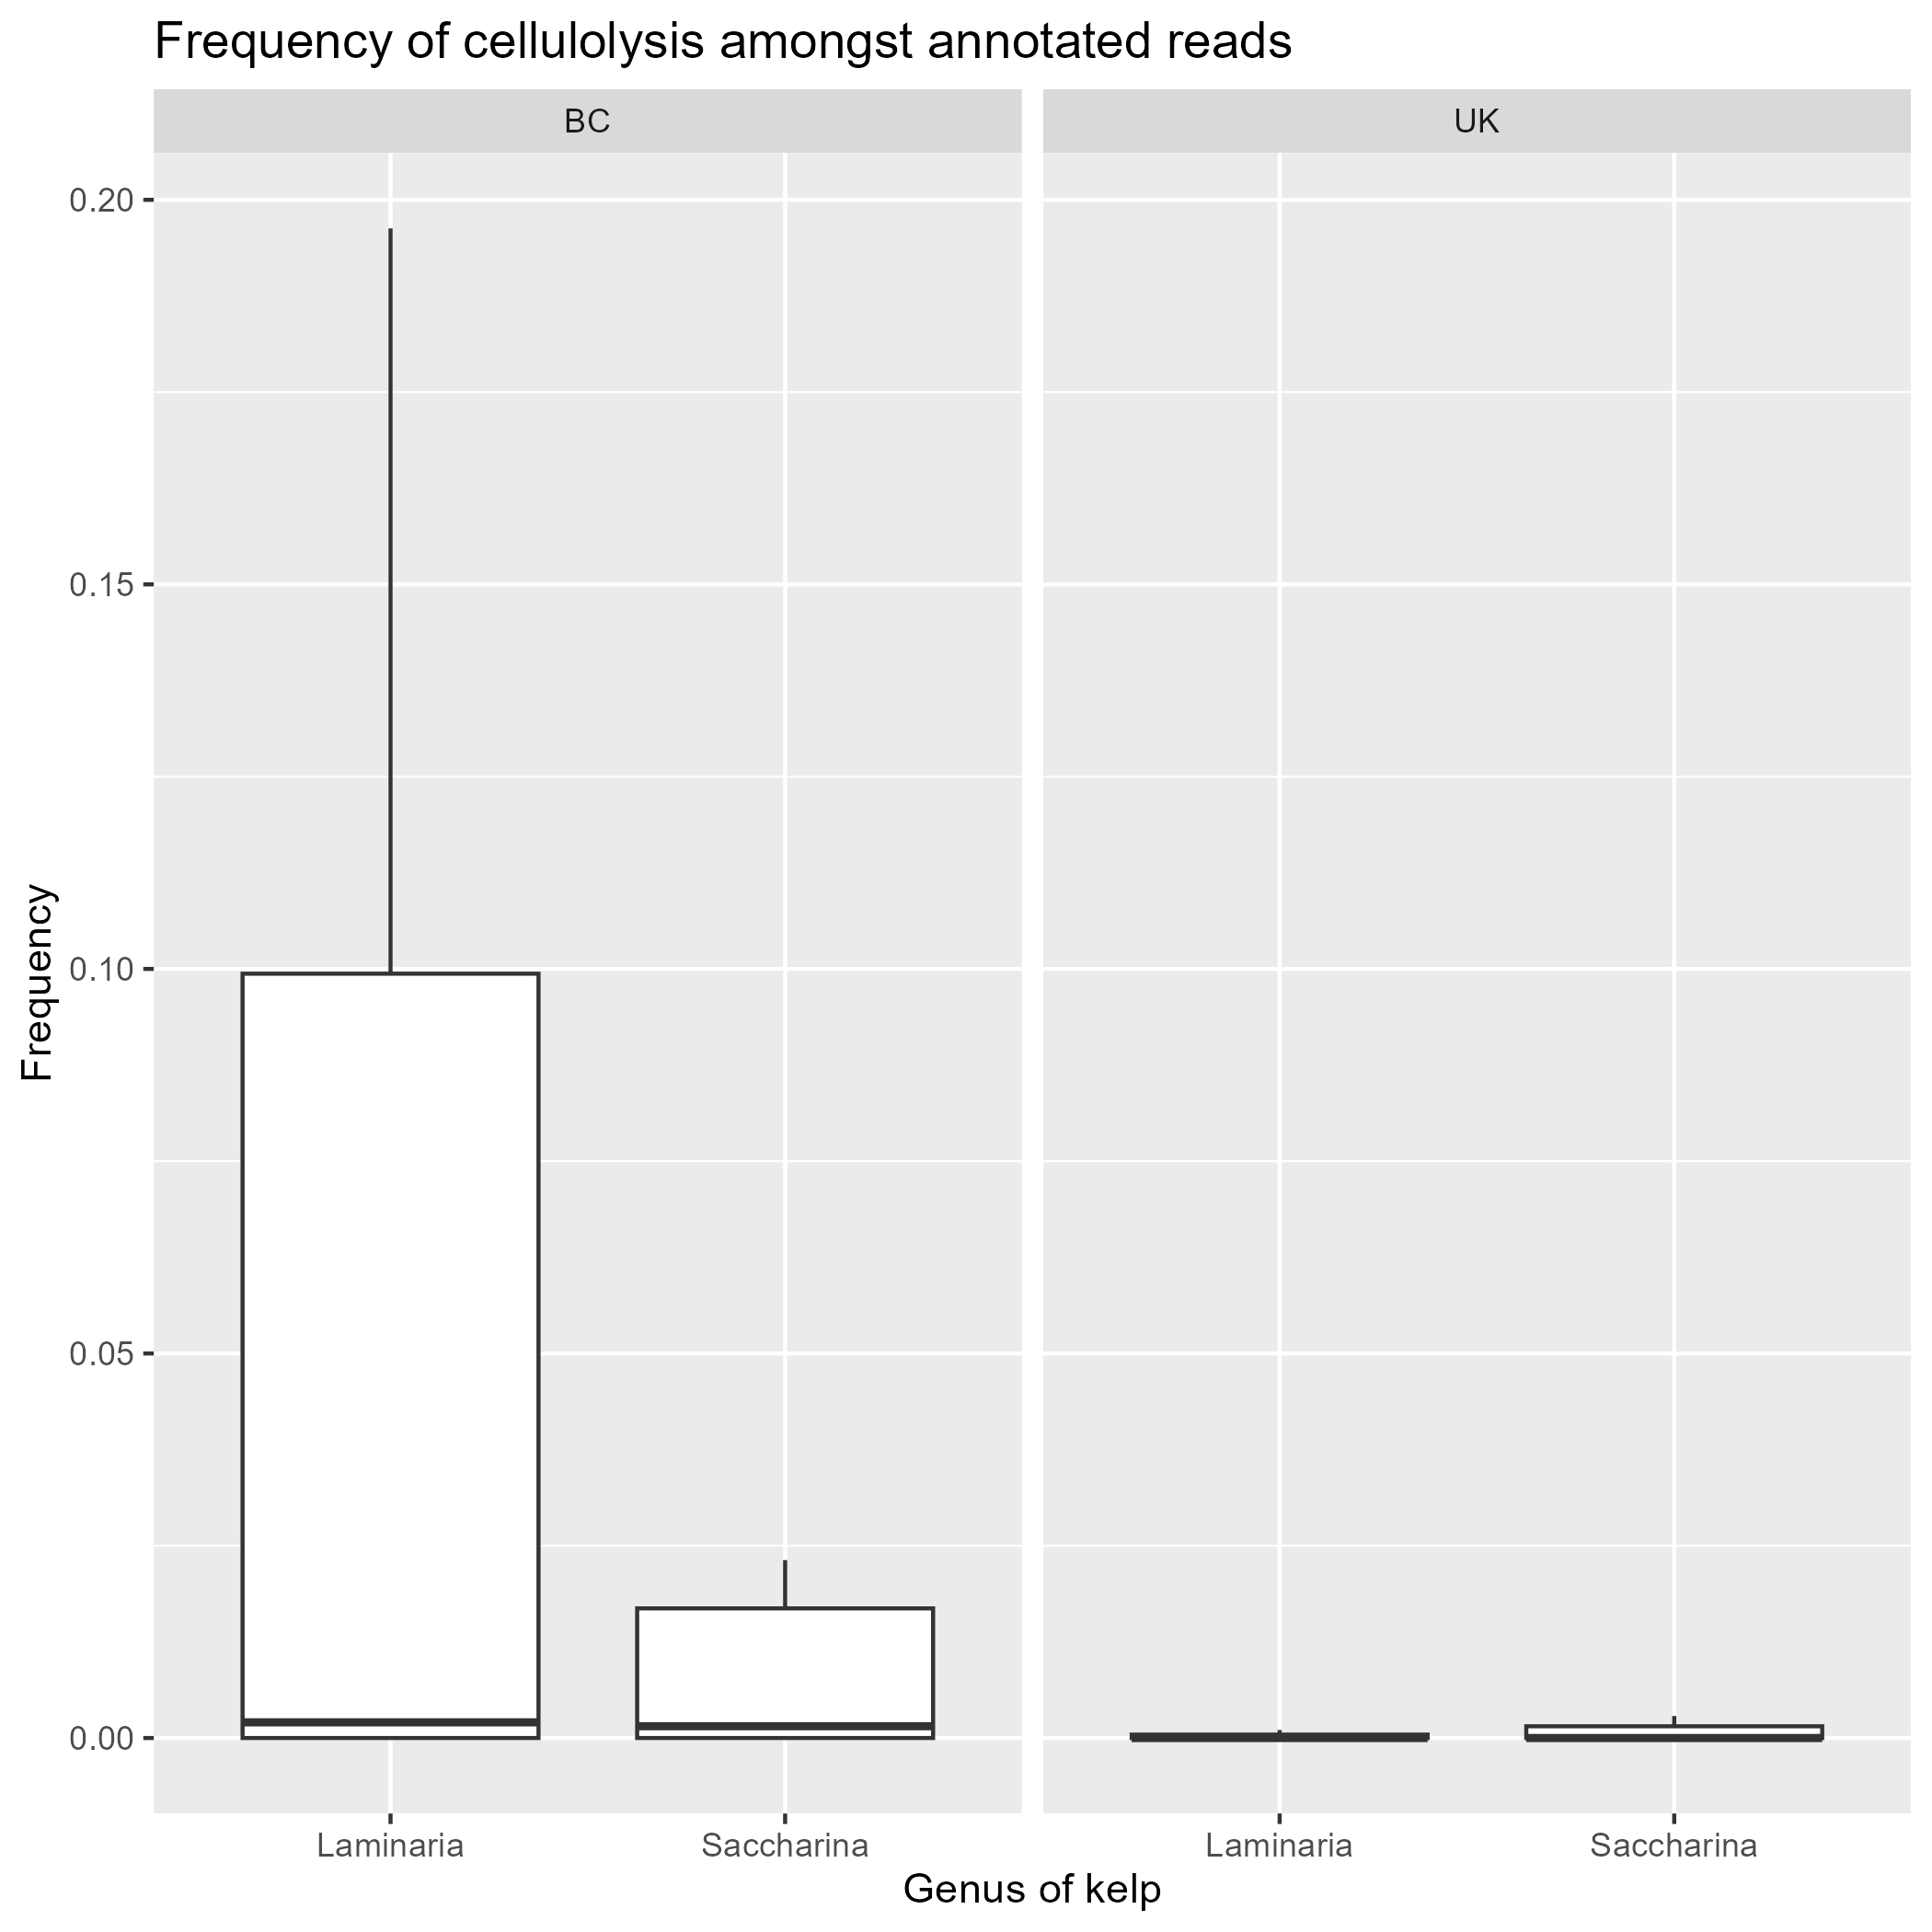 Frequency of cellulolysis amongst annotated reads
BC
UK
0.20
0.15
0.10
0.05
0.00
Frequency
Laminaria
Saccharina
Laminaria
Saccharina
Genus of kelp